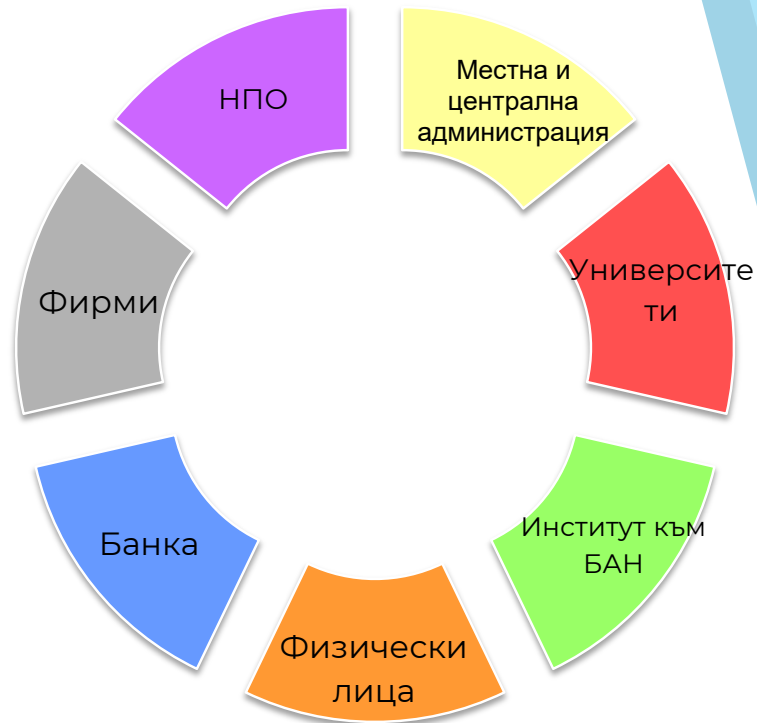 Местна и
централна
администрация
Университе
ти
Институт към
БАН
Физически
лица
Банка
Фирми
НПО